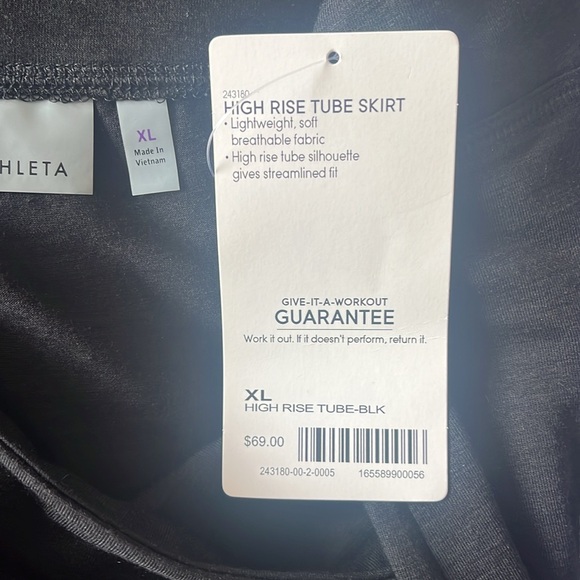 HLETA
XL
Made In
Vietnam
243180
HIGH RISE TUBE SKIRT
• Lightweight, soft
breathable fabric
• High rise tube silhouette
gives streamlined fit
GIVE-IT-A-WORKOUT
GUARANTEE
Work it out. If it doesn't perform, return it.
XL
HIGH RISE TUBE-BLK
$69.00
243180-00-2-0005 165589900056